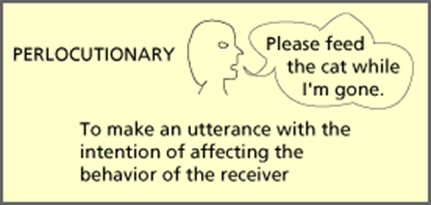 PERLOCUTIONARY
Please feed
the cat while
I'm gone.
To make an utterance with the
intention of affecting the
behavior of the receiver